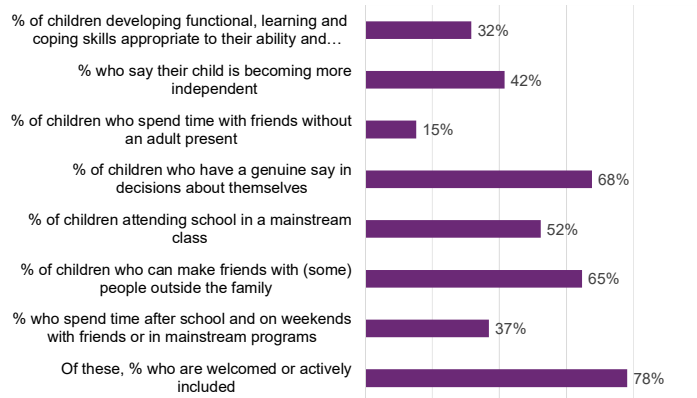 % of children developing functional, learning and
coping skills appropriate to their ability and…
32%
% who say their child is becoming more
independent
42%
% of children who spend time with friends without
an adult present
15%
% of children who have a genuine say in
decisions about themselves
68%
% of children attending school in a mainstream
class
52%
% of children who can make friends with (some)
people outside the family
65%
% who spend time after school and on weekends
with friends or in mainstream programs
37%
Of these, % who are welcomed or actively
included
78%